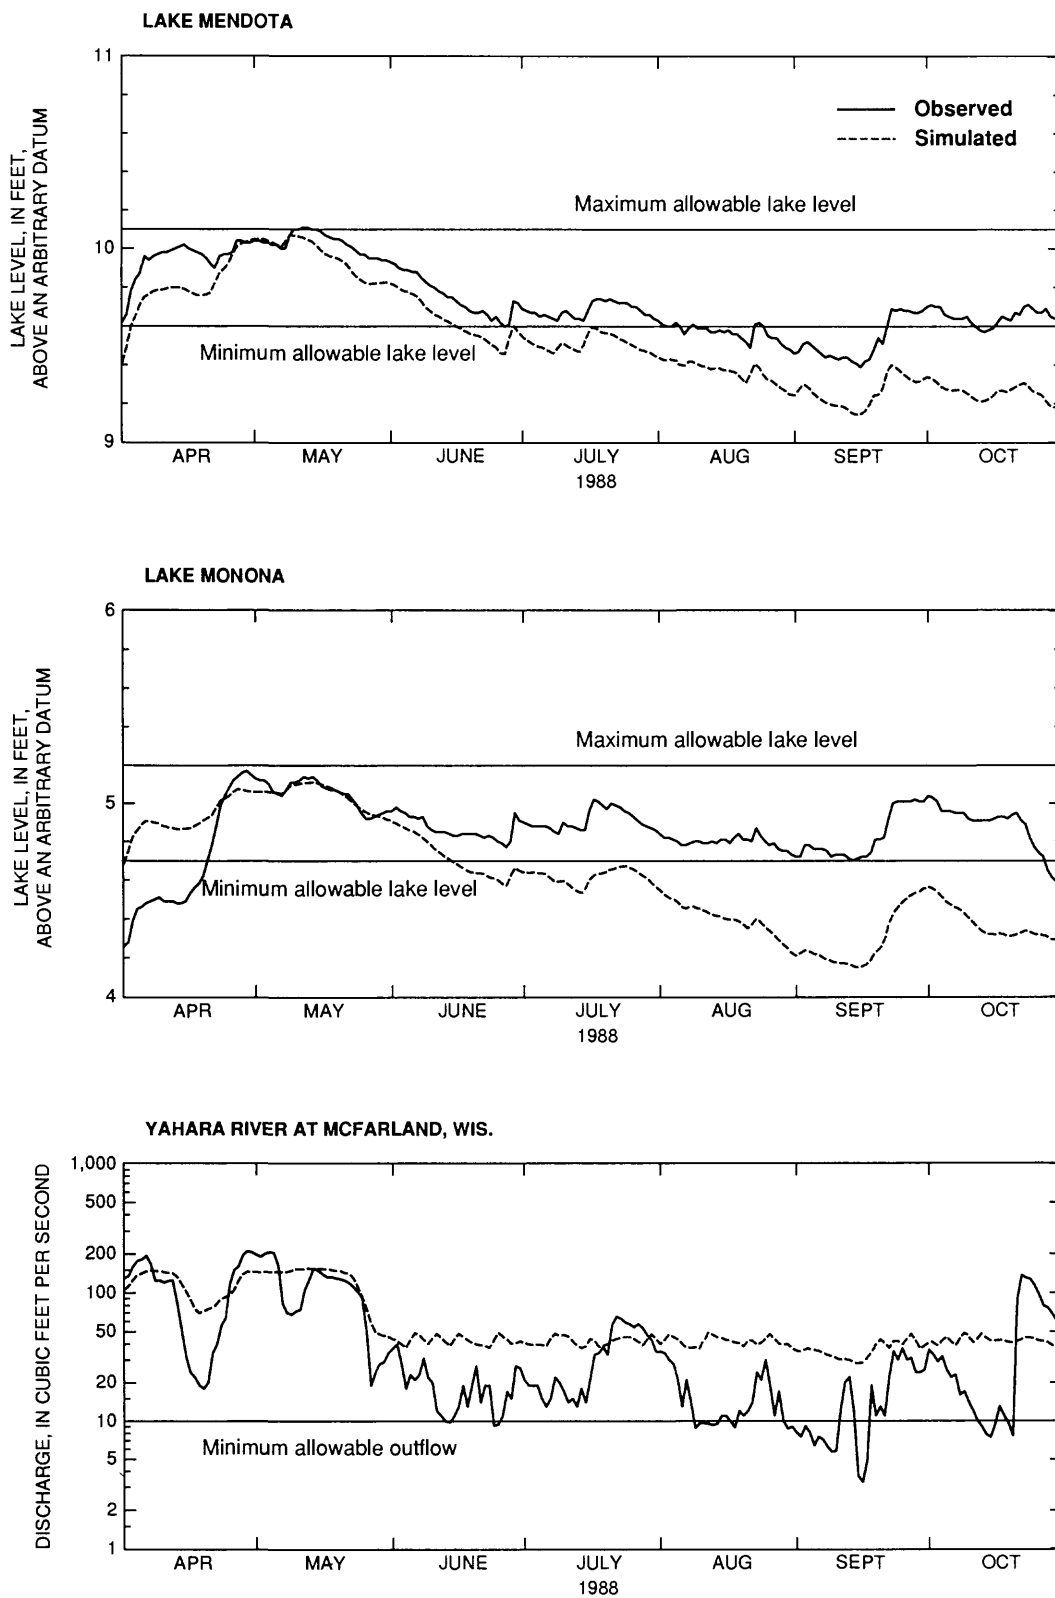 LAKE MENDOTA
LAKE LEVEL, IN FEET,
ABOVE AN ARBITRARY DATUM
11
10
9
Observed
Simulated
Maximum allowable lake level
Minimum allowable lake level
APR MAY JUNE JULY AUG SEPT OCT
1988
LAKE MONONA
LAKE LEVEL, IN FEET,
ABOVE AN ARBITRARY DATUM
6
5
4
Maximum allowable lake level
Minimum allowable lake level
APR MAY JUNE JULY AUG SEPT OCT
1988
YAHARA RIVER AT MCFARLAND, WIS.
DISCHARGE, IN CUBIC FEET PER SECOND
1,000
500
200
100
50
20
10
5
2
1
Minimum allowable outflow
APR MAY JUNE JULY AUG SEPT OCT
1988